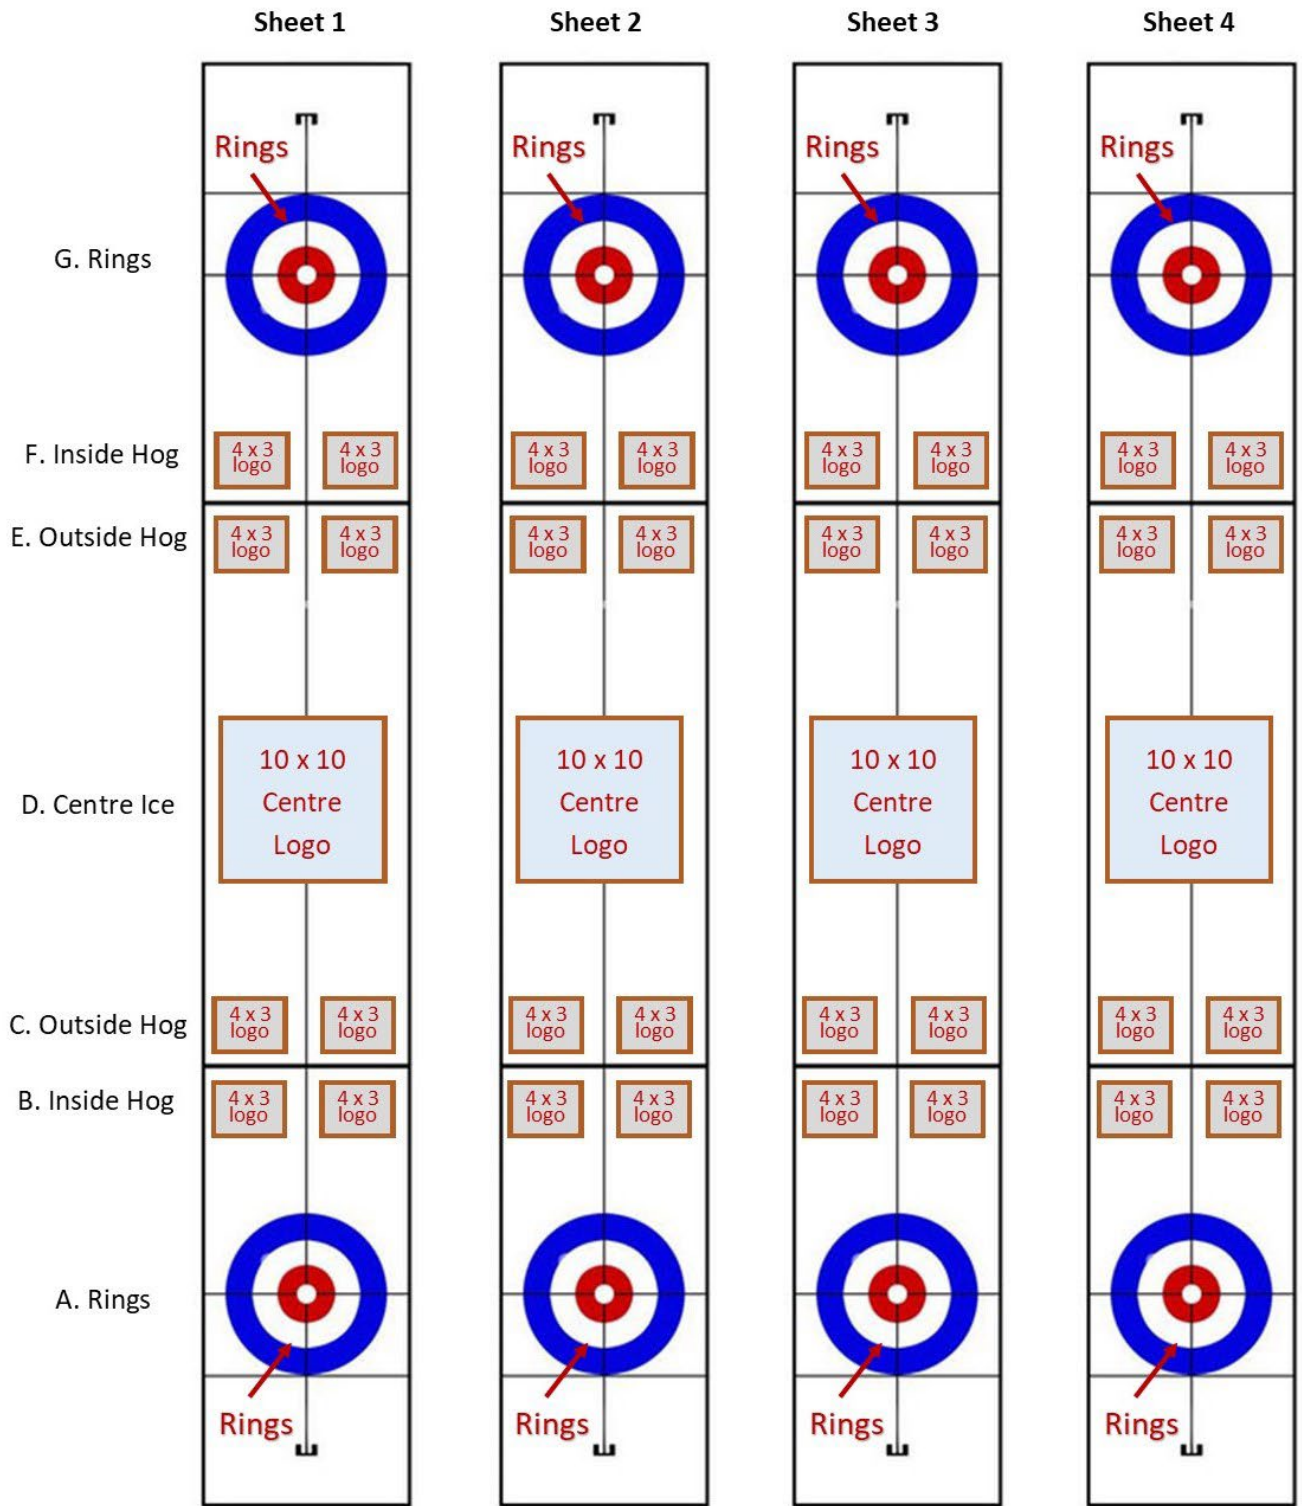 Sheet 1 Sheet 2 Sheet 3 Sheet 4
Rings Rings Rings Rings
G. Rings
F. Inside Hog
4 x 3 4 x 3 4 x 3 4 x 3 4 x 3 4 x 3 4 x 3 4 x 3
logo logo logo logo logo logo logo logo
E. Outside Hog
4 x 3 4 x 3 4 x 3 4 x 3 4 x 3 4 x 3 4 x 3 4 x 3
logo logo logo logo logo logo logo logo
10 x 10 10 x 10 10 x 10 10 x 10
D. Centre Ice
Centre Centre Centre Centre
Logo Logo Logo Logo
C. Outside Hog
4 x 3 4 x 3 4 x 3 4 x 3 4 x 3 4 x 3 4 x 3 4 x 3
logo logo logo logo logo logo logo logo
B. Inside Hog
4 x 3 4 x 3 4 x 3 4 x 3 4 x 3 4 x 3 4 x 3 4 x 3
logo logo logo logo logo logo logo logo
A. Rings
Rings Rings Rings Rings